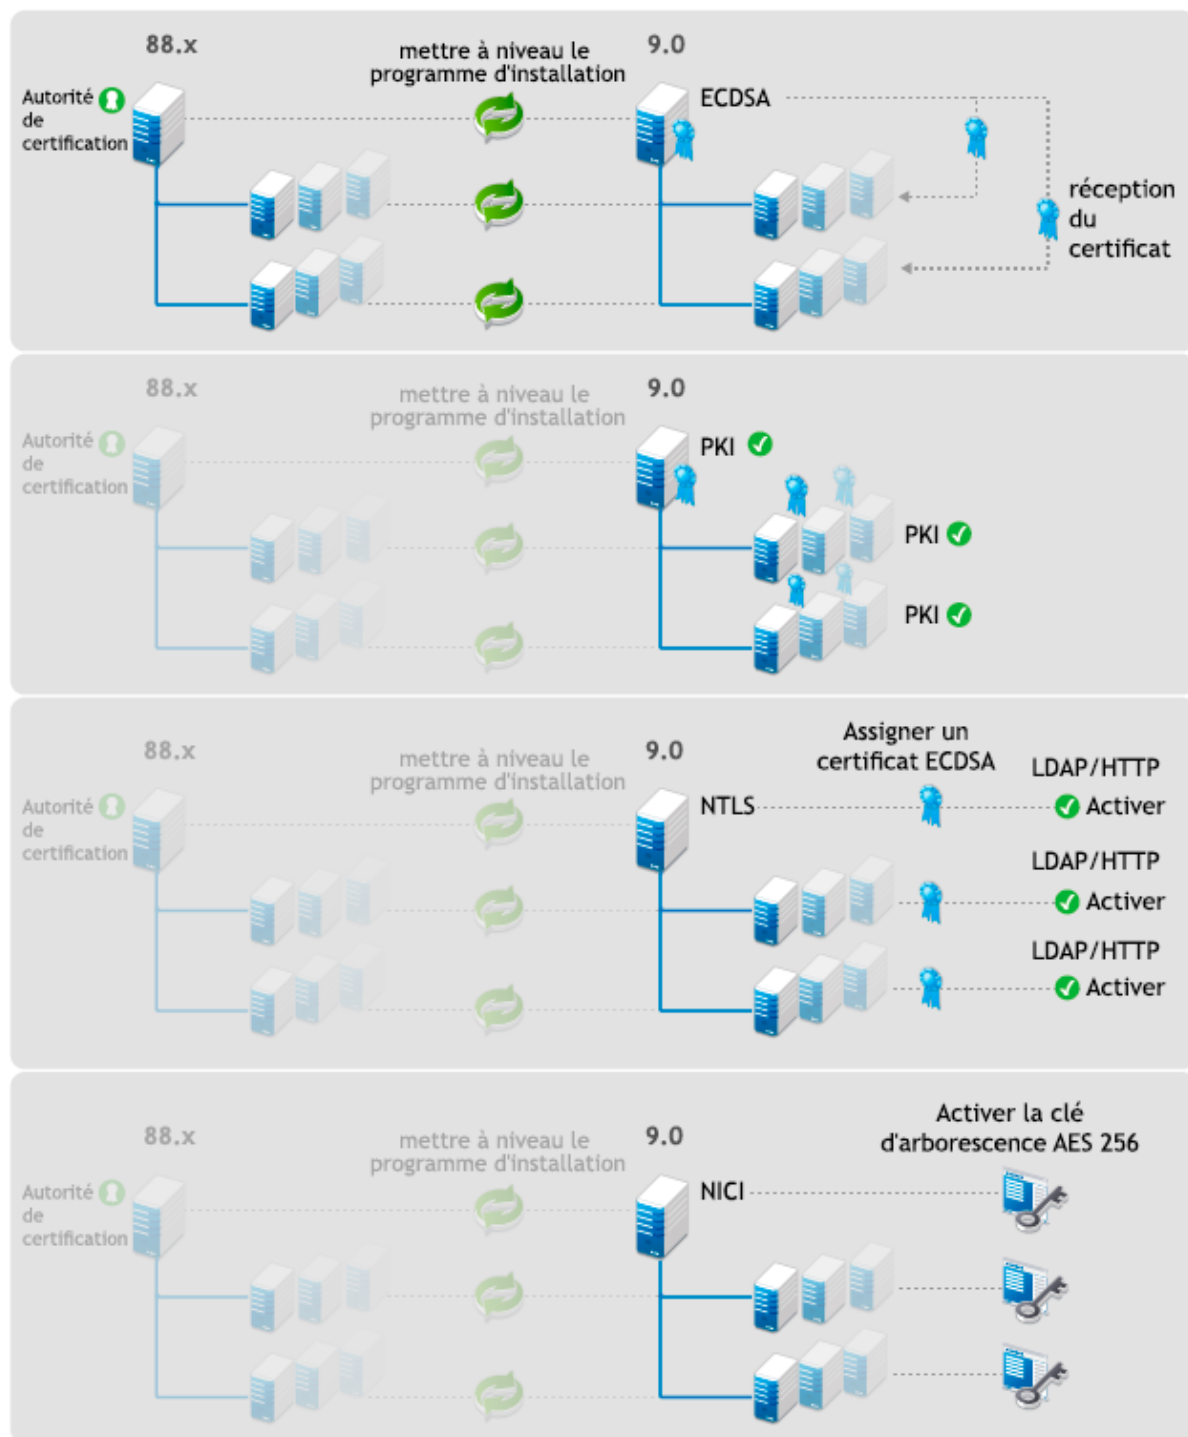 88.x
mettre à niveau le
programme d'installation
9.0
Autorité
de
certification
ECDSA
réception
du
certificat
88.x
mettre à niveau le
programme d'installation
9.0
Autorité
de
certification
PKI
PKI
PKI
88.x
mettre à niveau le
programme d'installation
9.0
Assigner un
certificat ECDSA
LDAP/HTTP
Autorité
de
certification
NTLS
Activer
LDAP/HTTP
Activer
LDAP/HTTP
Activer
88.x
mettre à niveau le
programme d'installation
9.0
Activer la clé
d'arborescence AES 256
Autorité
de
certification
NICI